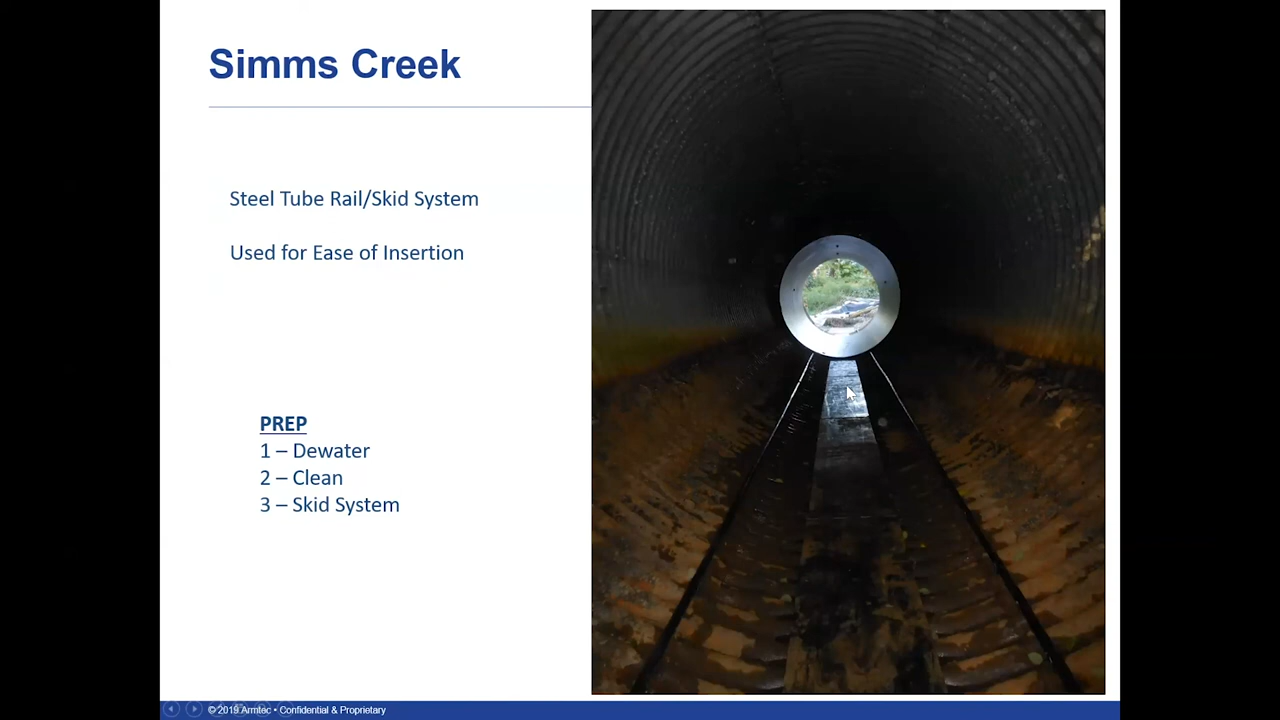 Simms Creek
Steel Tube Rail/Skid System
Used for Ease of Insertion
PREP
1 – Dewater
2 – Clean
3 – Skid System
© 2019 Armtec • Confidential & Proprietary